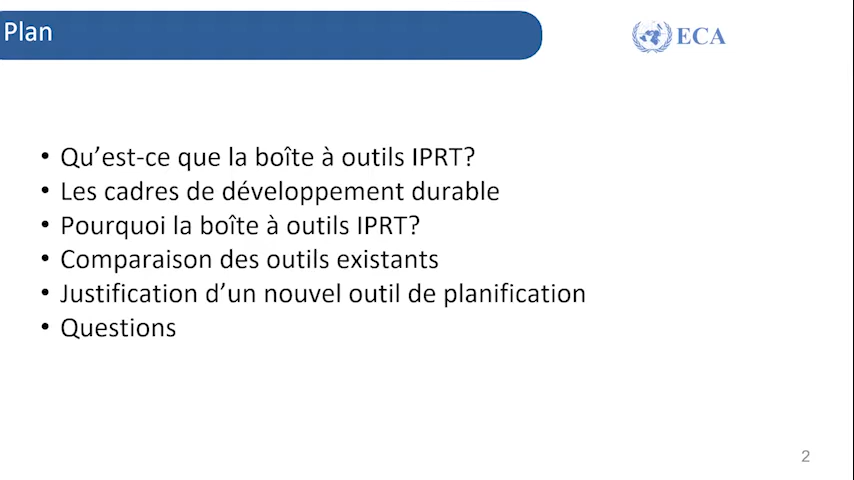 Plan
ECA
• Qu’est-ce que la boîte à outils IPRT?
• Les cadres de développement durable
• Pourquoi la boîte à outils IPRT?
• Comparaison des outils existants
• Justification d’un nouvel outil de planification
• Questions
2